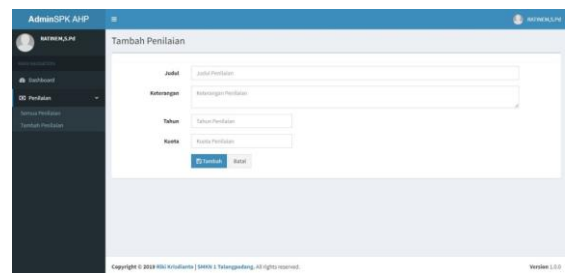 AdminSPK AHP
RATINEM,S.Pd
RATINEM,S.Pd
MAIN NAVIGATION
Dashboard
Penilaian
Semua Penilaian
Tambah Penilaian
Tambah Penilaian
Judul
Judul Penilaian
Keterangan
Keterangan Penilaian
Tahun
Tahun Penilaian
Kuota
Kuota Penilaian
Tambah
Batal
Copyright © 2019 Riki Krisdianto | SMKN 1 Talangpadang. All rights reserved.
Version 1.0.0